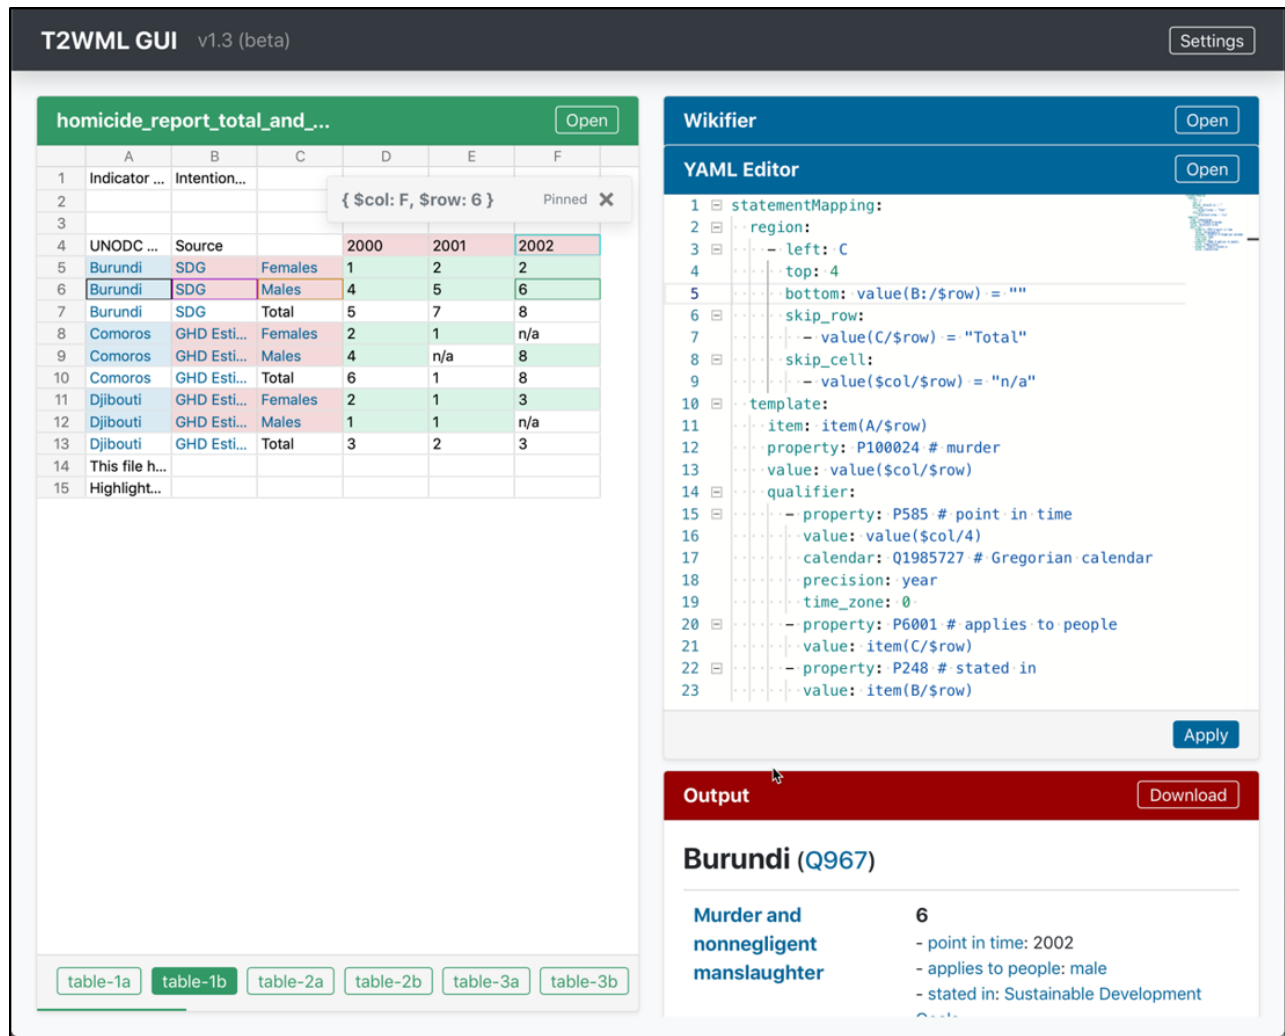 T2WML GUI v1.3 (beta) Settings
homicide_report_total_and_... Open
A B C D E F
1 Indicator ... Intention...
2
3
{ $col: F, $row: 6 } Pinned ✕
4 UNODC ... Source 2000 2001 2002
5 Burundi SDG Females 1 2 2
6 Burundi SDG Males 4 5 6
7 Burundi SDG Total 5 7 8
8 Comoros GHD Esti... Females 2 1 n/a
9 Comoros GHD Esti... Males 4 n/a 8
10 Comoros GHD Esti... Total 6 1 8
11 Djibouti GHD Esti... Females 2 1 3
12 Djibouti GHD Esti... Males 1 1 n/a
13 Djibouti GHD Esti... Total 3 2 3
14 This file h...
15 Highlight...
table-1a table-1b table-2a table-2b table-3a table-3b
Wikifier Open
YAML Editor Open
1 statementMapping:
2 region:
3 - left: C
4 top: 4
5 bottom: value(B:/$row) = ""
6 skip_row:
7 - value(C/$row) = "Total"
8 skip_cell:
9 - value($col/$row) = "n/a"
10 template:
11 item: item(A/$row)
12 property: P100024 # murder
13 value: value($col/$row)
14 qualifier:
15 - property: P585 # point in time
16 value: value($col/4)
17 calendar: Q1985727 # Gregorian calendar
18 precision: year
19 time_zone: 0
20 - property: P6001 # applies to people
21 value: item(C/$row)
22 - property: P248 # stated in
23 value: item(B/$row)
Apply
Output Download
Burundi (Q967)
Murder and
nonnegligent
manslaughter
6
- point in time: 2002
- applies to people: male
- stated in: Sustainable Development